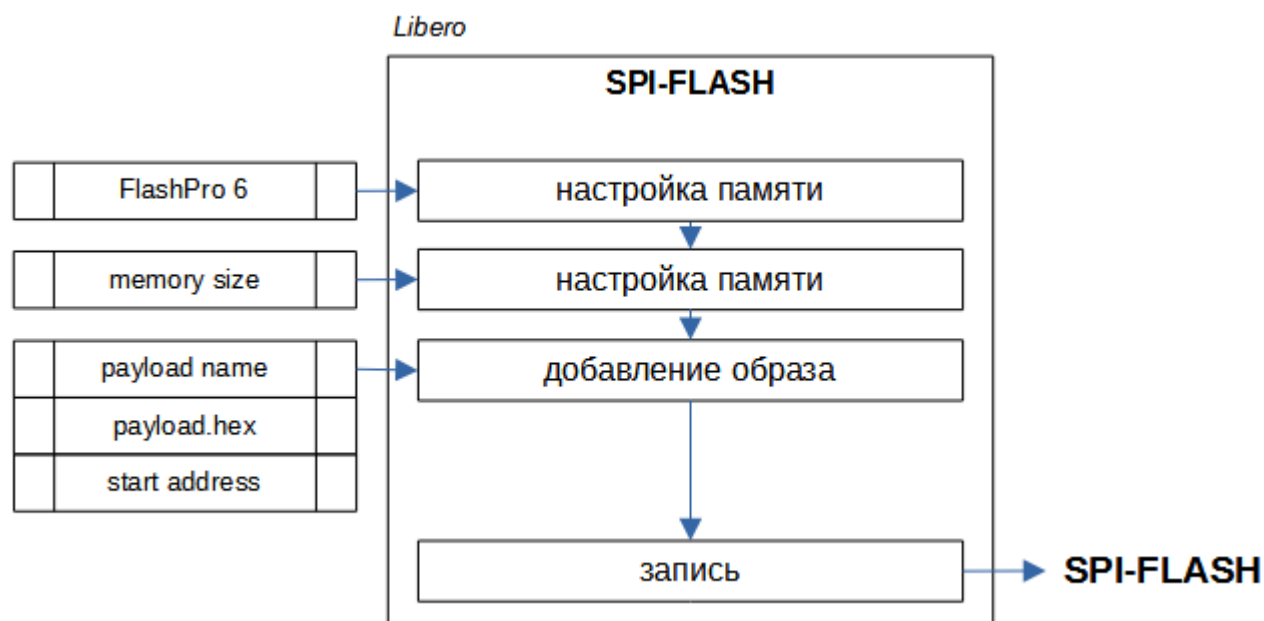 Libero
SPI-FLASH
FlashPro 6
настройка памяти
memory size
настройка памяти
payload name
добавление образа
payload.hex
start address
запись
SPI-FLASH